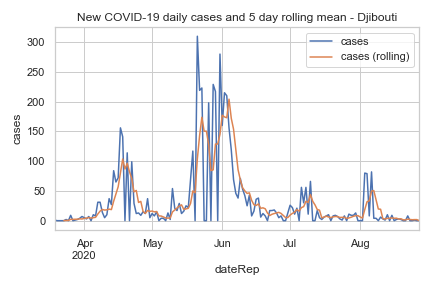 New COVID-19 daily cases and 5 day rolling mean - Djibouti
cases
cases (rolling)
300
250
200
150
100
50
0
cases
Apr
2020
May
Jun
Jul
Aug
dateRep